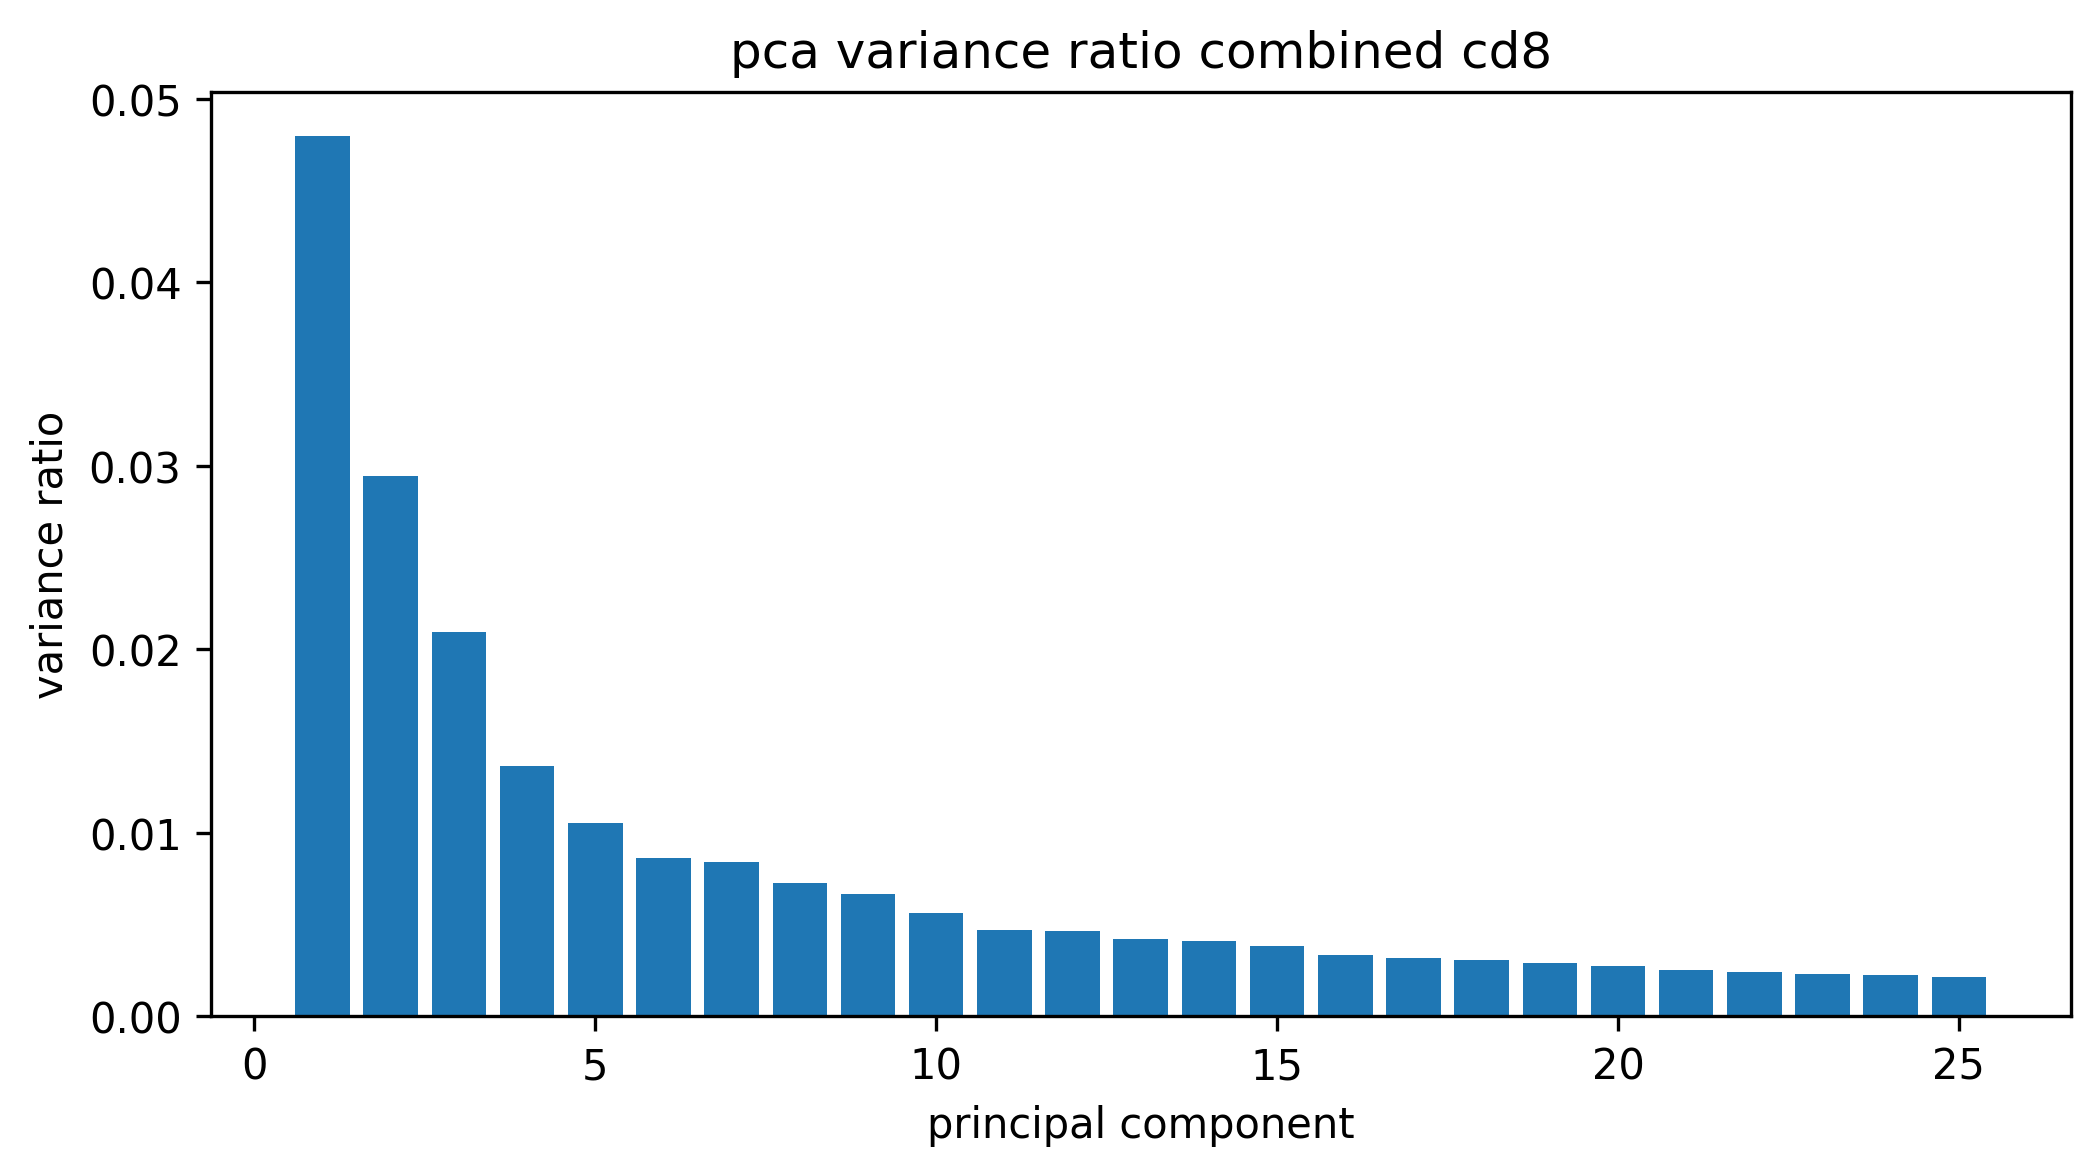 pca variance ratio combined cd8
0.05
0.04
0.03
0.02
0.01
0.00
variance ratio
0 5 10 15 20 25
principal component